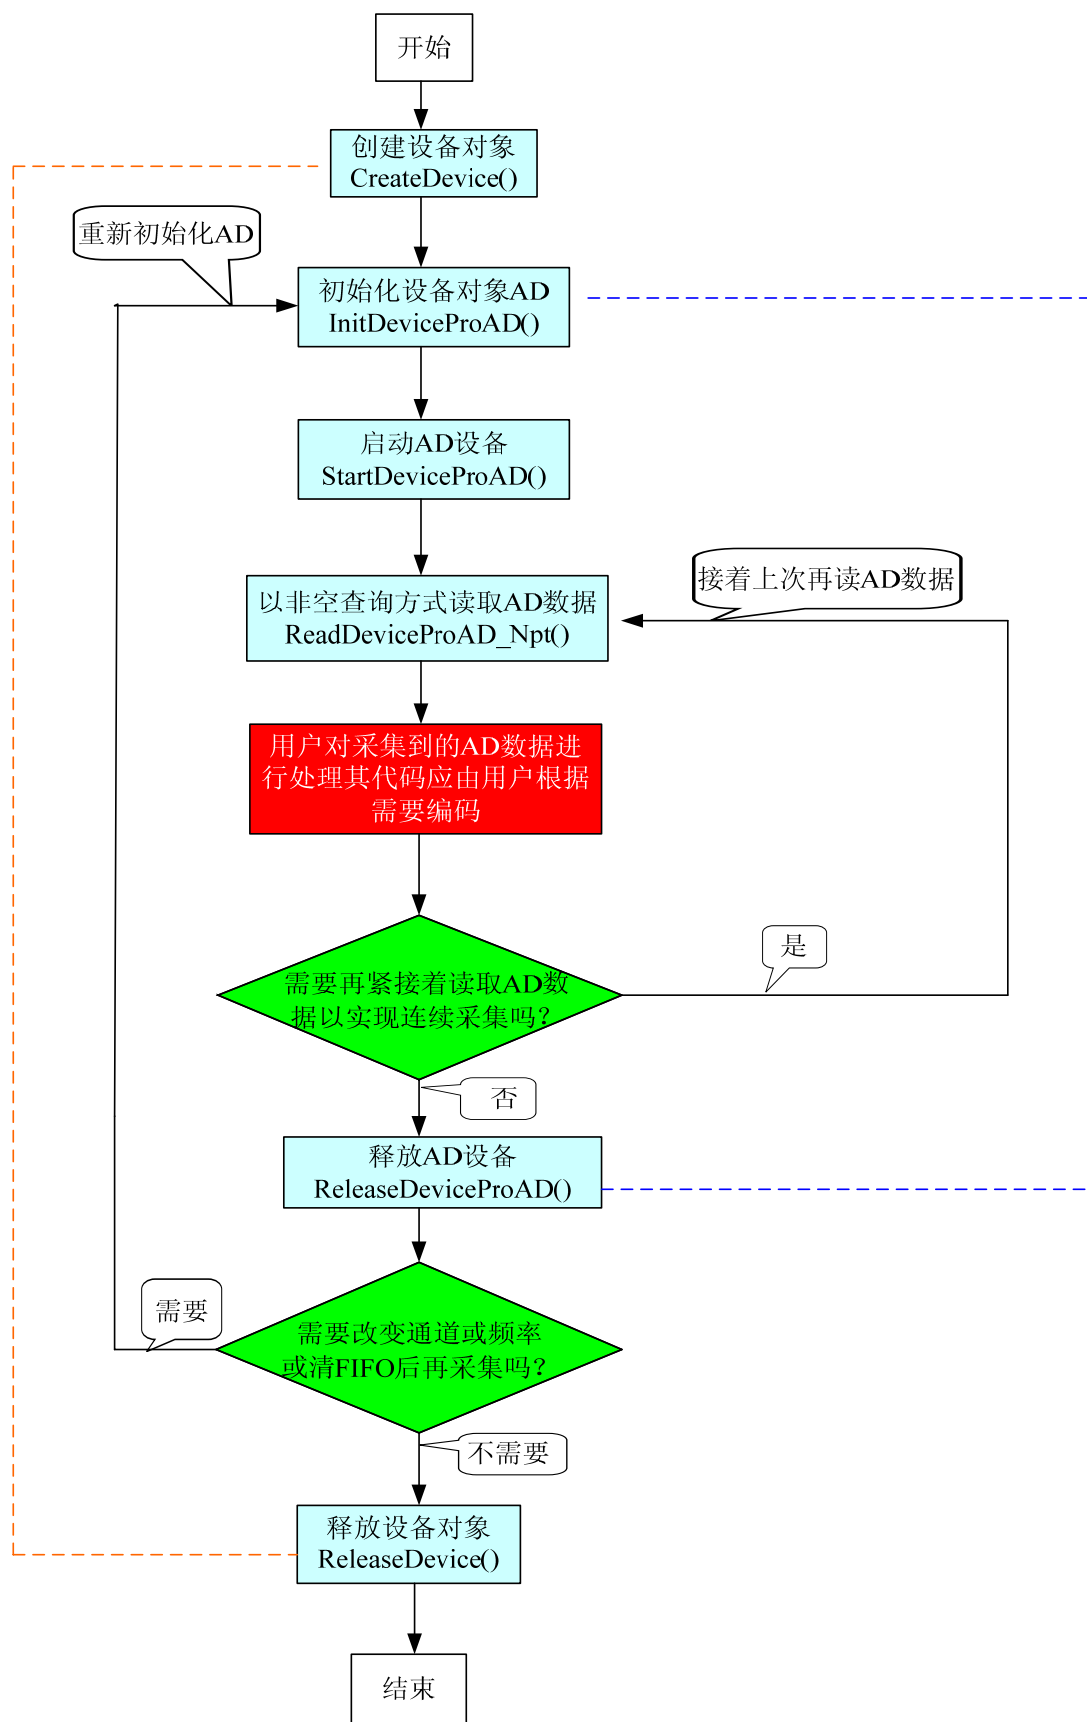 开始
创建设备对象
CreateDevice()
重新初始化AD
初始化设备对象AD
InitDeviceProAD()
启动AD设备
StartDeviceProAD()
接着上次再读AD数据
以非空查询方式读取AD数据
ReadDeviceProAD_Npt()
用户对采集到的AD数据进
行处理其代码应由用户根据
需要编码
是
需要再紧接着读取AD数
据以实现连续采集吗?
否
释放AD设备
ReleaseDeviceProAD()
需要
需要改变通道或频率
或清FIFO后再采集吗?
不需要
释放设备对象
ReleaseDevice()
结束